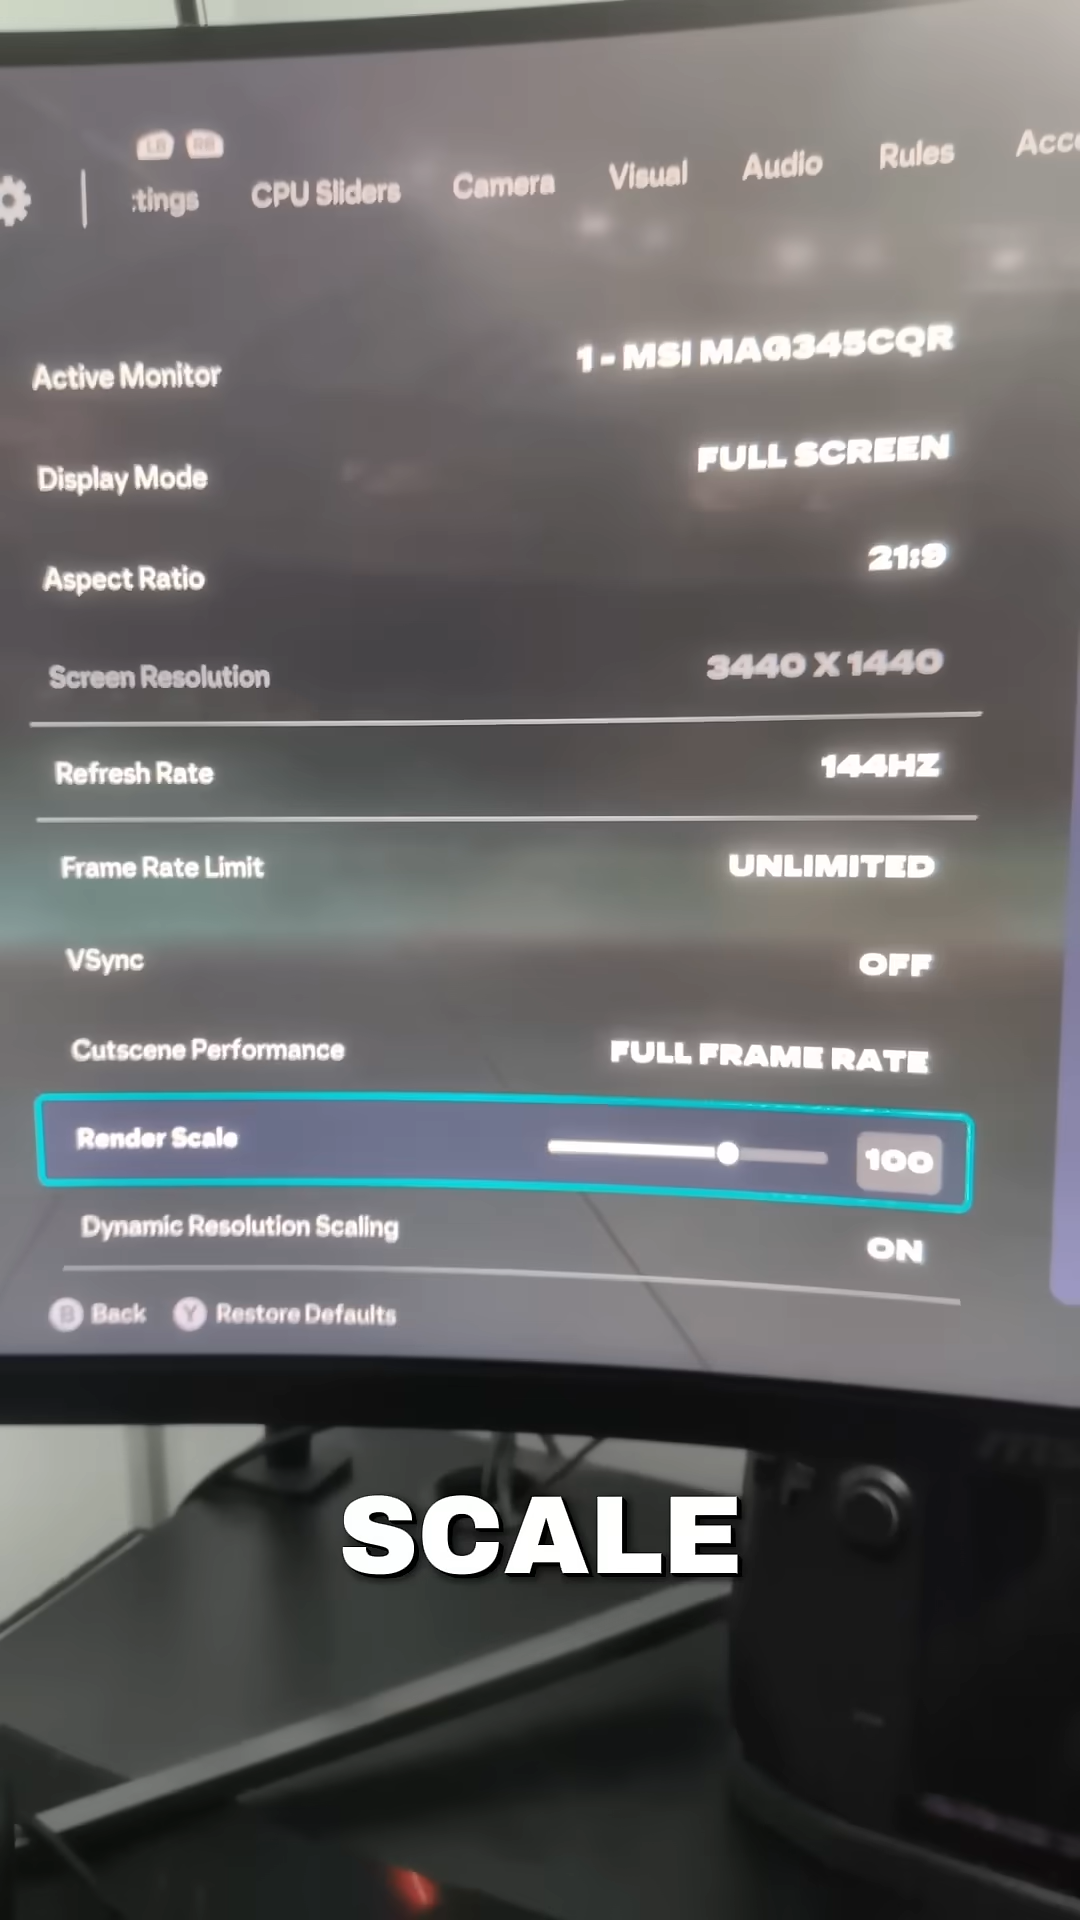 LB RB
tings CPU Sliders Camera Visual Audio Rules Acc
Active Monitor 1 - MSI MAG345CQR
Display Mode FULL SCREEN
Aspect Ratio 21:9
Screen Resolution 3440 X 1440
Refresh Rate 144HZ
Frame Rate Limit UNLIMITED
VSync OFF
Cutscene Performance FULL FRAME RATE
Render Scale 100
Dynamic Resolution Scaling ON
B Back Y Restore Defaults
SCALE